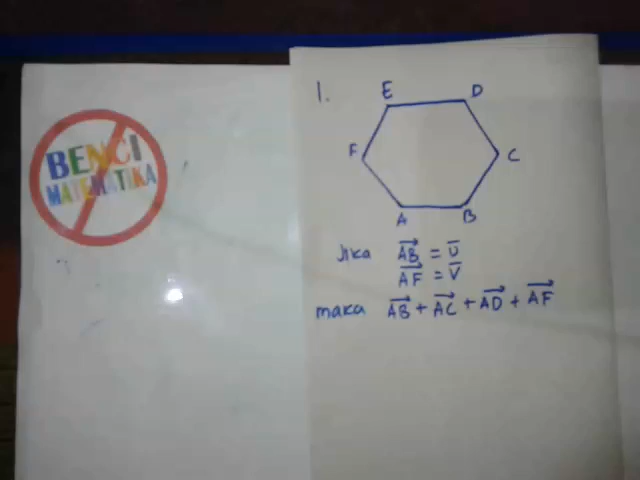 BENCI
MATEMATIKA
1.
E D
F C
A B
Jika AB = U
AF = V
maka AB + AC + AD + AF